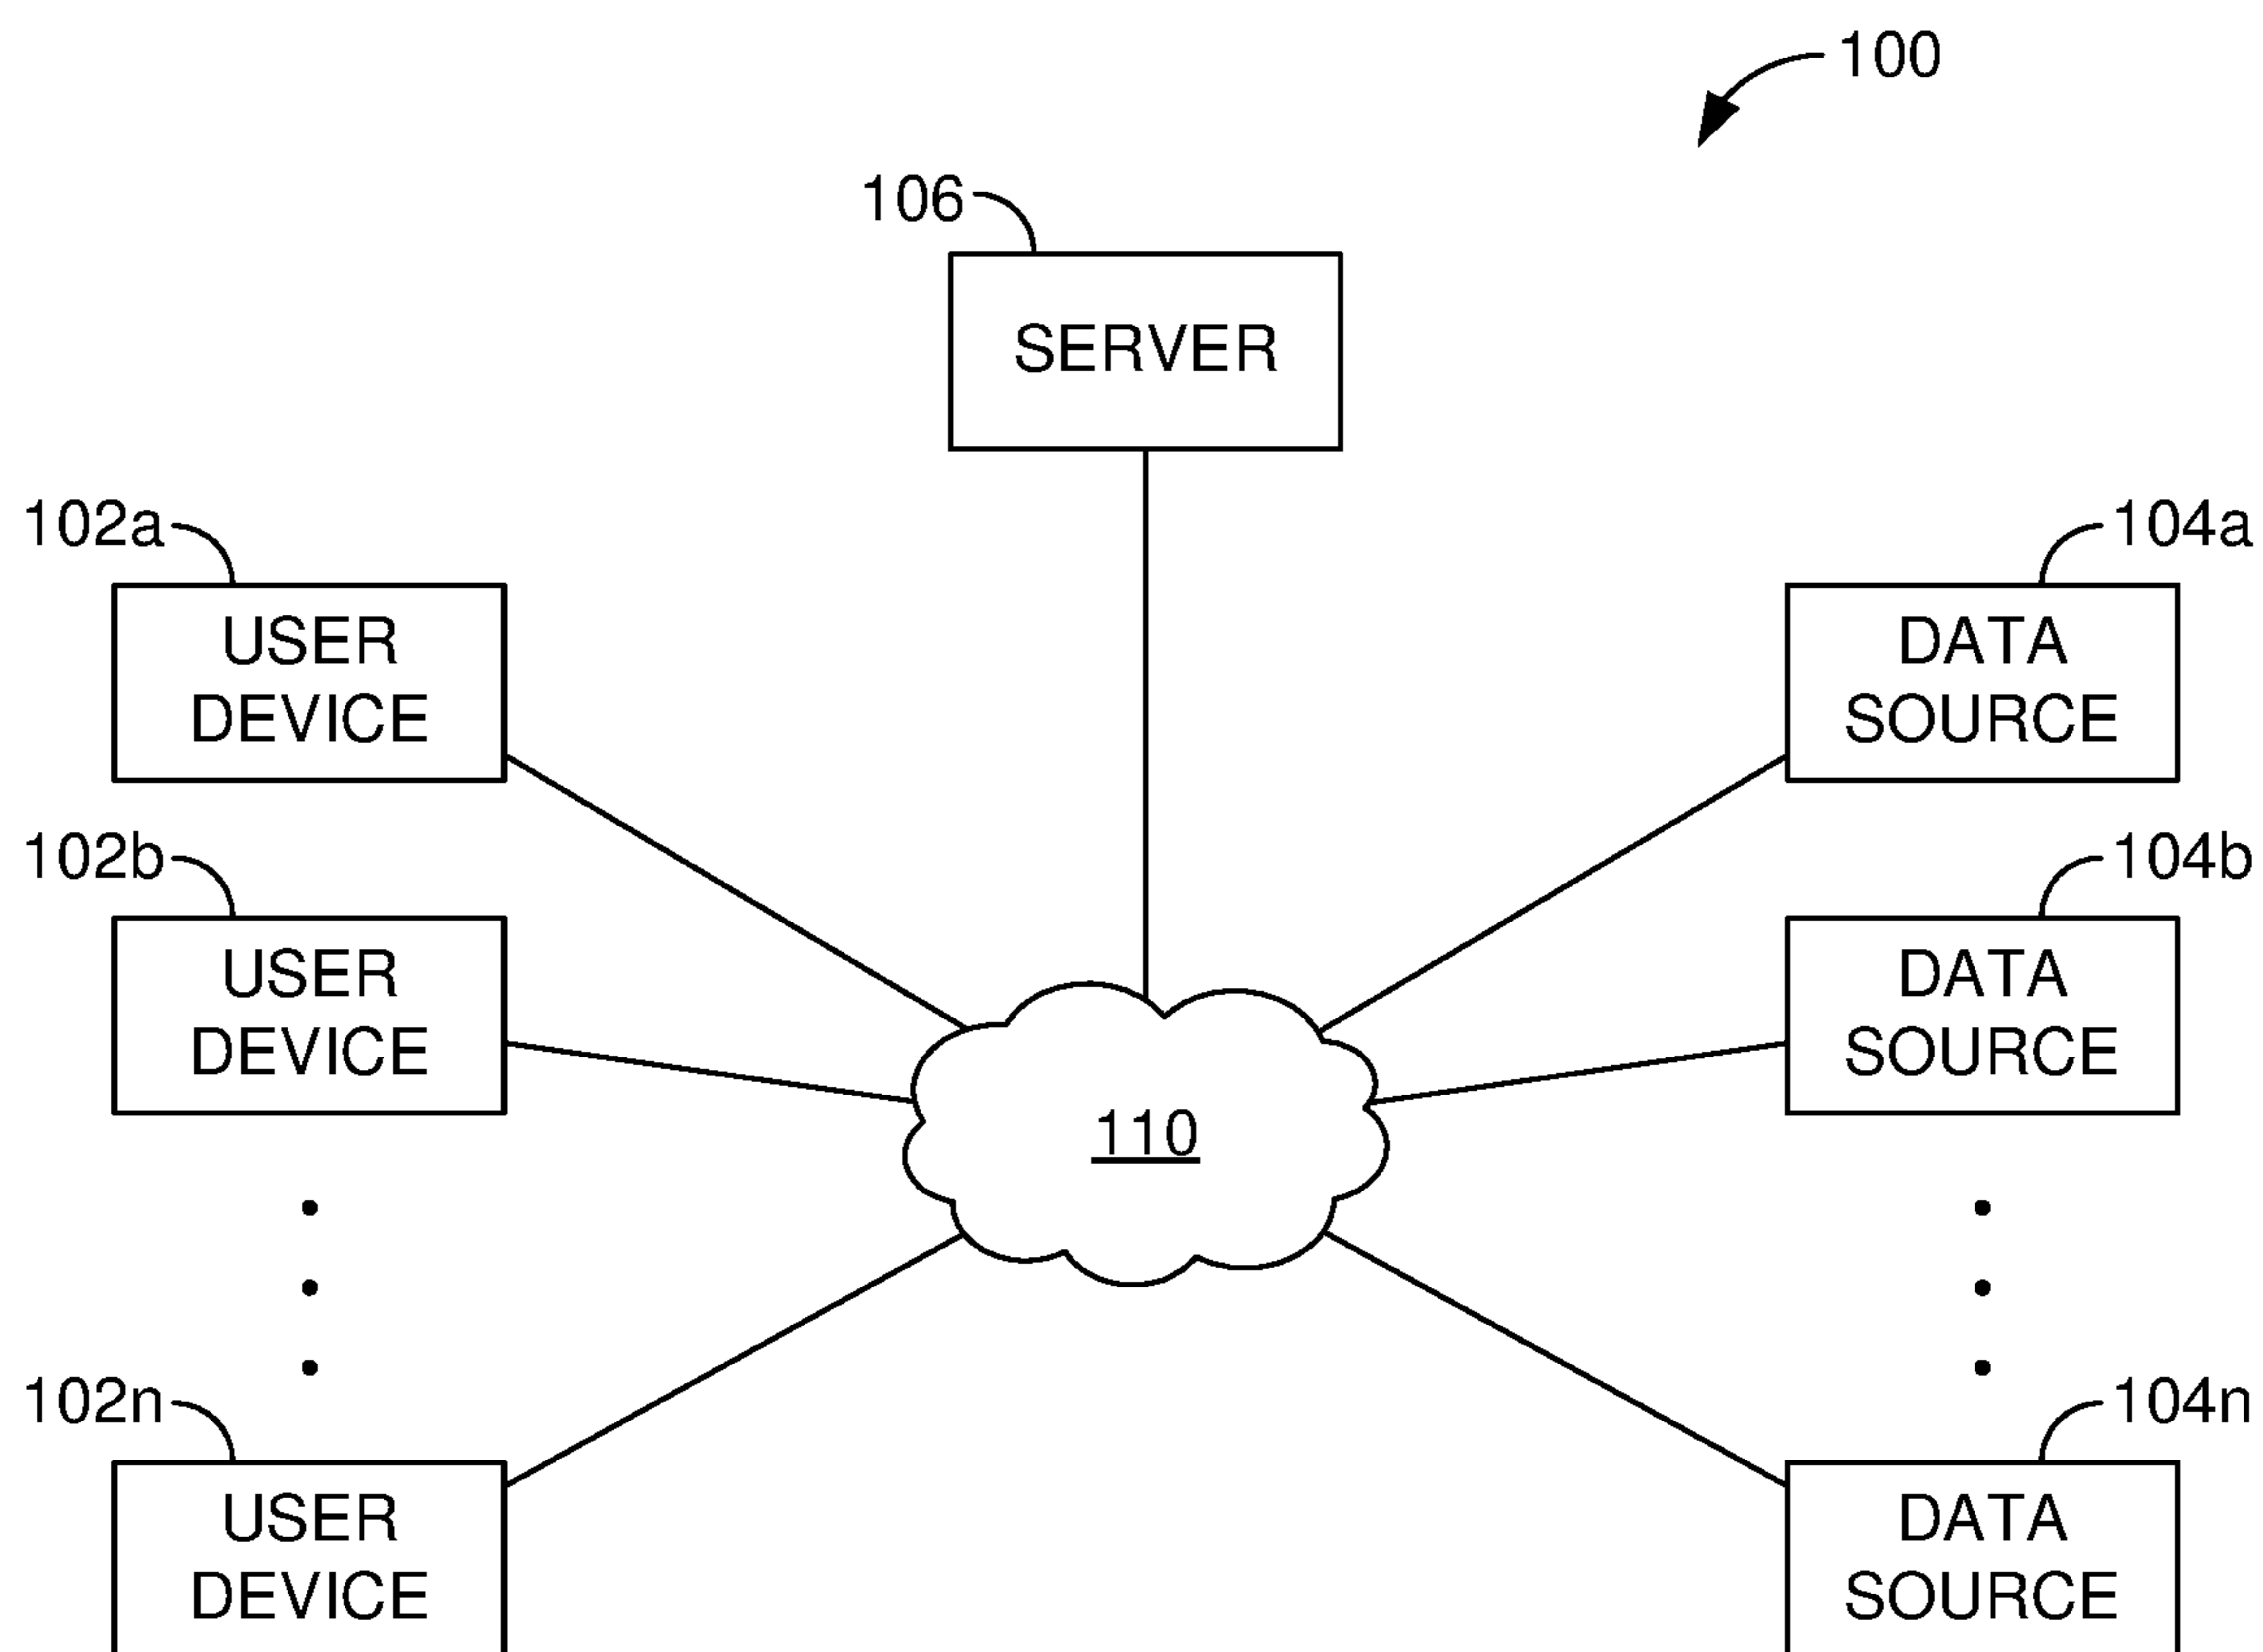 100
106
SERVER
102a
104a
USER
DEVICE
DATA
SOURCE
102b
104b
USER
DEVICE
DATA
SOURCE
110
102n
104n
USER
DEVICE
DATA
SOURCE